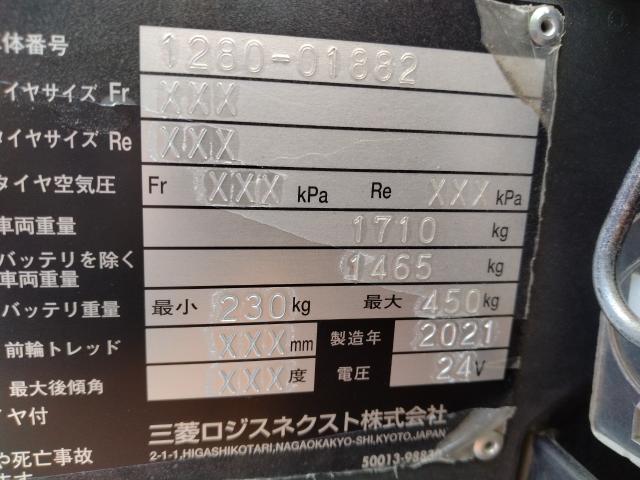 体番号 1280-01882
イヤサイズ Fr XXX
タイヤサイズ Re XXX
タイヤ空気圧 Fr XXX kPa Re XXX kPa
車両重量 1710 kg
バッテリを除く
車両重量 1465 kg
バッテリ重量 最小 230 kg 最大 450 kg
前輪トレッド XXX mm 製造年 2021
最大後傾角 XXX 度 電圧 24 V
ヤ付
三菱ロジスネクスト株式会社
2-1-1, HIGASHIKOTARI, NAGAOKAKYO-SHI, KYOTO, JAPAN
や死亡事故
ます。